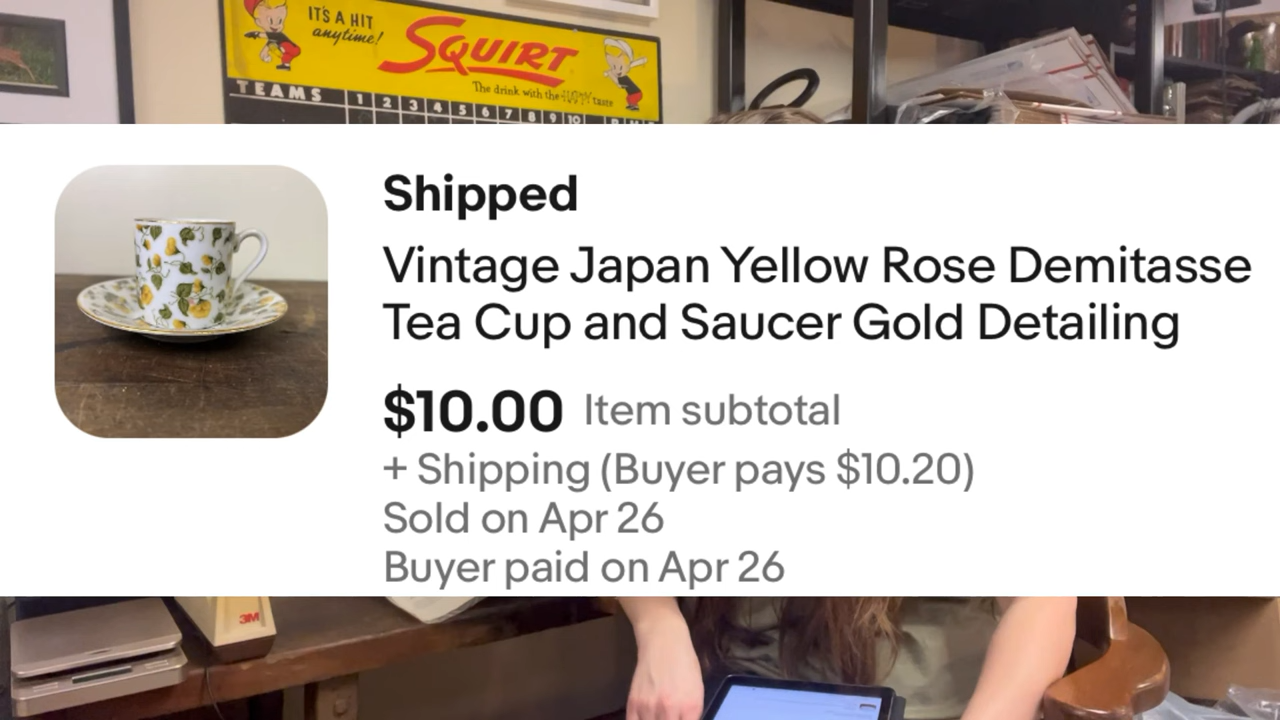 IT'S A HIT
anytime!
SQUIRT
The drink with the taste
TEAMS 1 2 3 4 5 6 7 8 9 10 R H
Shipped
Vintage Japan Yellow Rose Demitasse
Tea Cup and Saucer Gold Detailing
$10.00 Item subtotal
+ Shipping (Buyer pays $10.20)
Sold on Apr 26
Buyer paid on Apr 26
3M